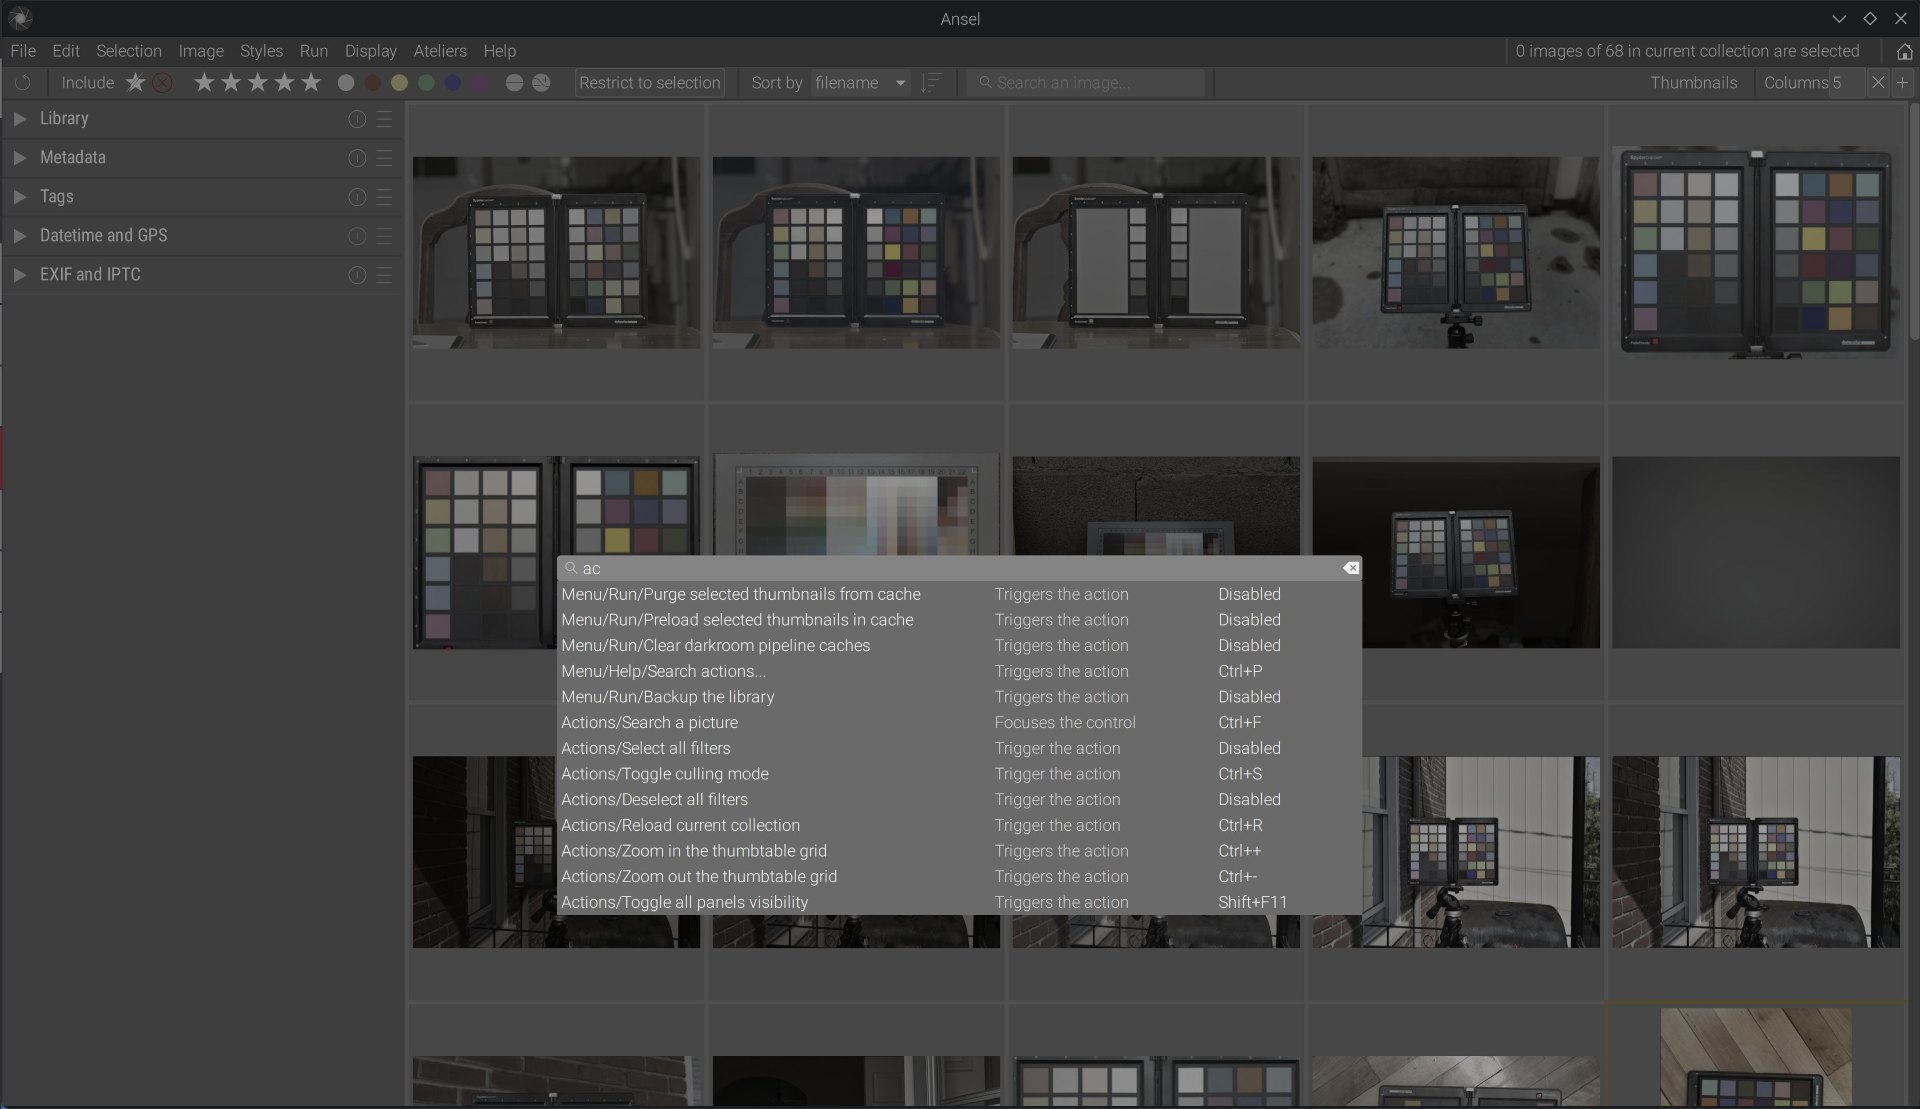 Ansel
File Edit Selection Image Styles Run Display Ateliers Help
0 images of 68 in current collection are selected
Include
Restrict to selection
Sort by filename
Search an image...
Thumbnails
Columns 5
Library
Metadata
Tags
Datetime and GPS
EXIF and IPTC
ac
Menu/Run/Purge selected thumbnails from cache Triggers the action Disabled
Menu/Run/Preload selected thumbnails in cache Triggers the action Disabled
Menu/Run/Clear darkroom pipeline caches Triggers the action Disabled
Menu/Help/Search actions... Triggers the action Ctrl+P
Menu/Run/Backup the library Triggers the action Disabled
Actions/Search a picture Focuses the control Ctrl+F
Actions/Select all filters Trigger the action Disabled
Actions/Toggle culling mode Trigger the action Ctrl+S
Actions/Deselect all filters Trigger the action Disabled
Actions/Reload current collection Trigger the action Ctrl+R
Actions/Zoom in the thumbtable grid Triggers the action Ctrl++
Actions/Zoom out the thumbtable grid Triggers the action Ctrl+-
Actions/Toggle all panels visibility Triggers the action Shift+F11